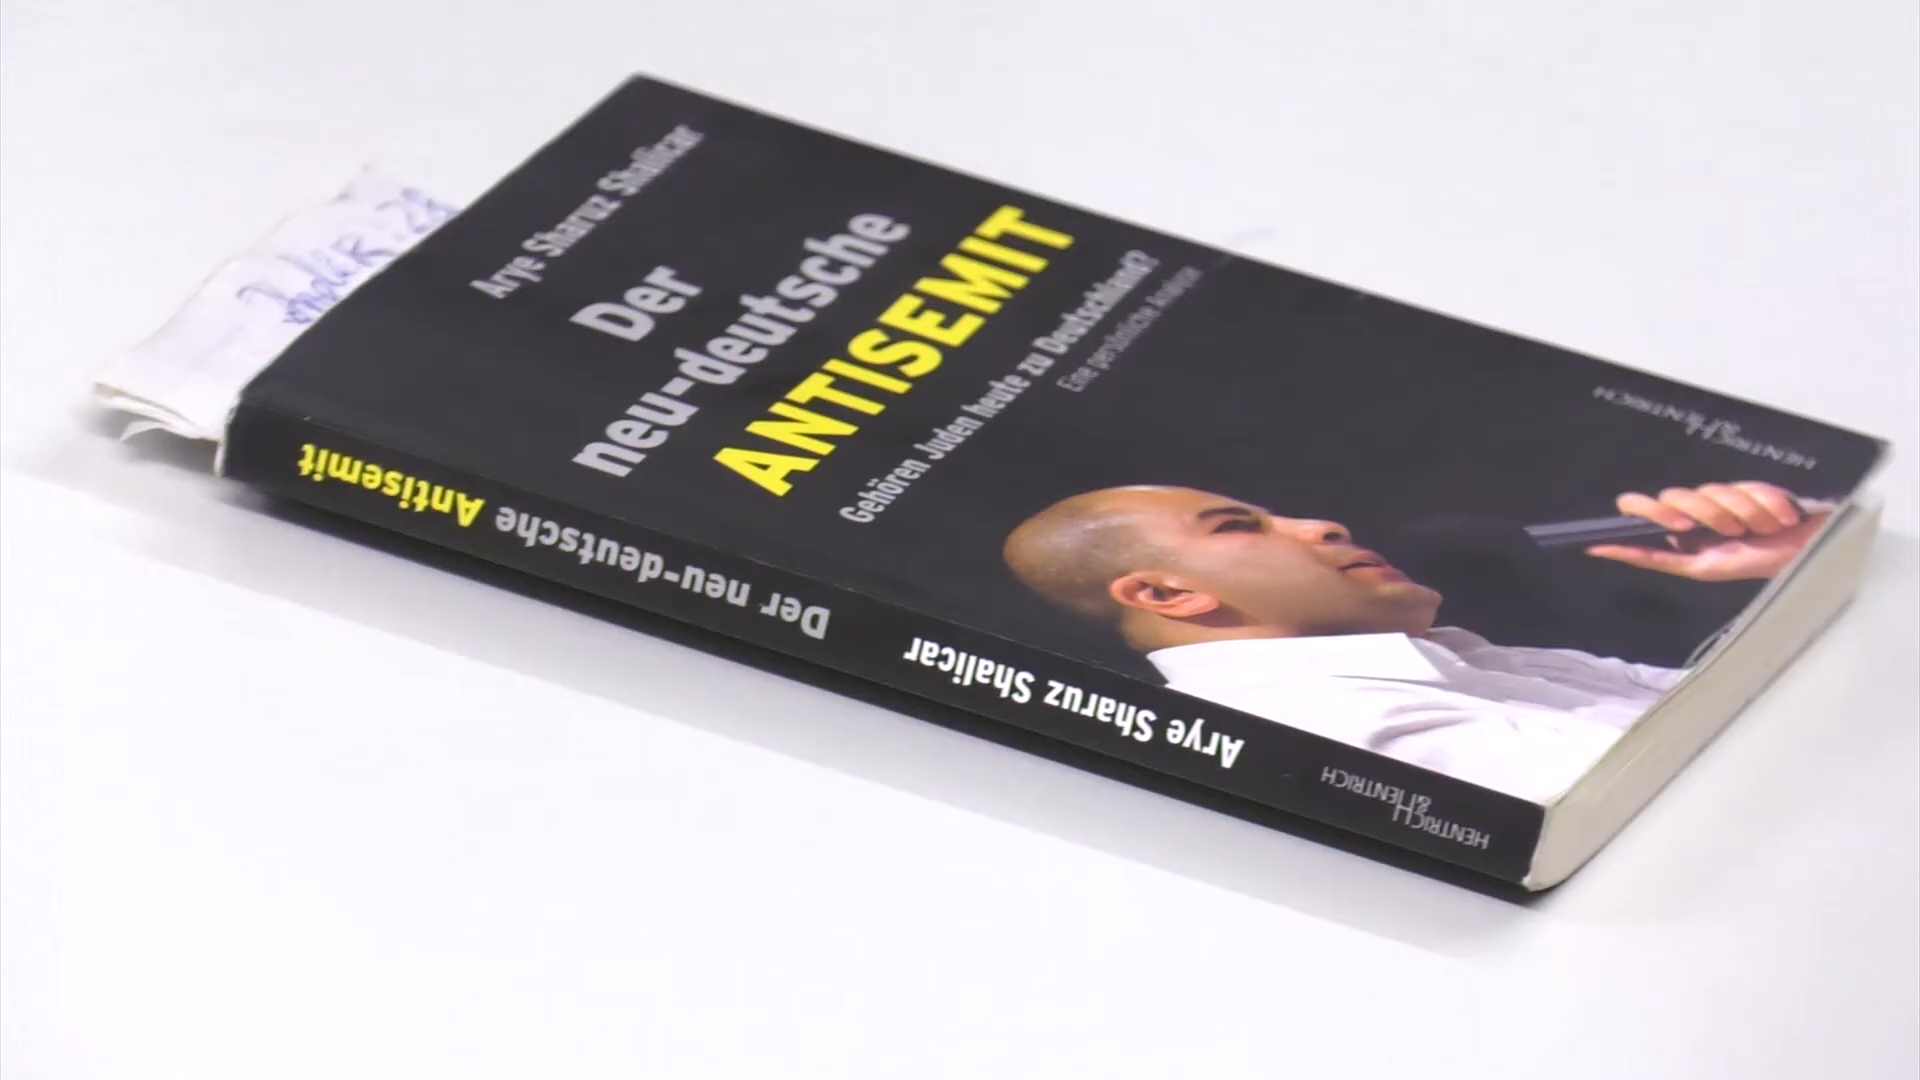 Arye Sharuz Shalicar
Der
neu-deutsche
ANTISEMIT
Gehören Juden heute zu Deutschland?
Eine persönliche Analyse
HENTRICH
&HENTRICH
Arye Sharuz Shalicar Der neu-deutsche Antisemit
HENTRICH
&HENTRICH